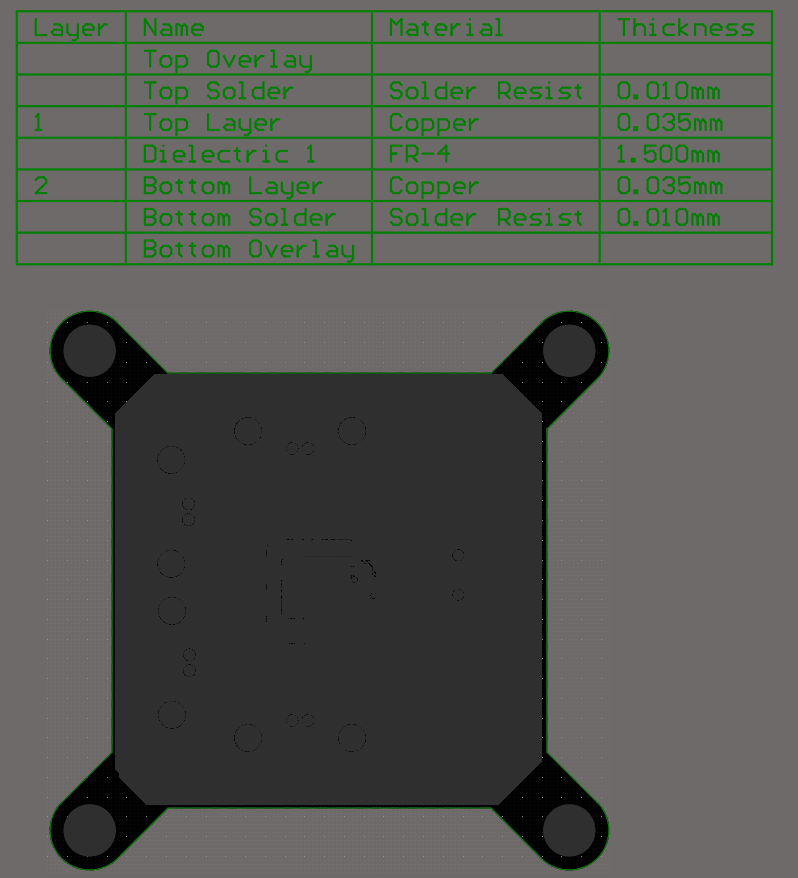 Layer Name Material Thickness
Top Overlay
Top Solder Solder Resist 0.010mm
1 Top Layer Copper 0.035mm
Dielectric 1 FR-4 1.500mm
2 Bottom Layer Copper 0.035mm
Bottom Solder Solder Resist 0.010mm
Bottom Overlay